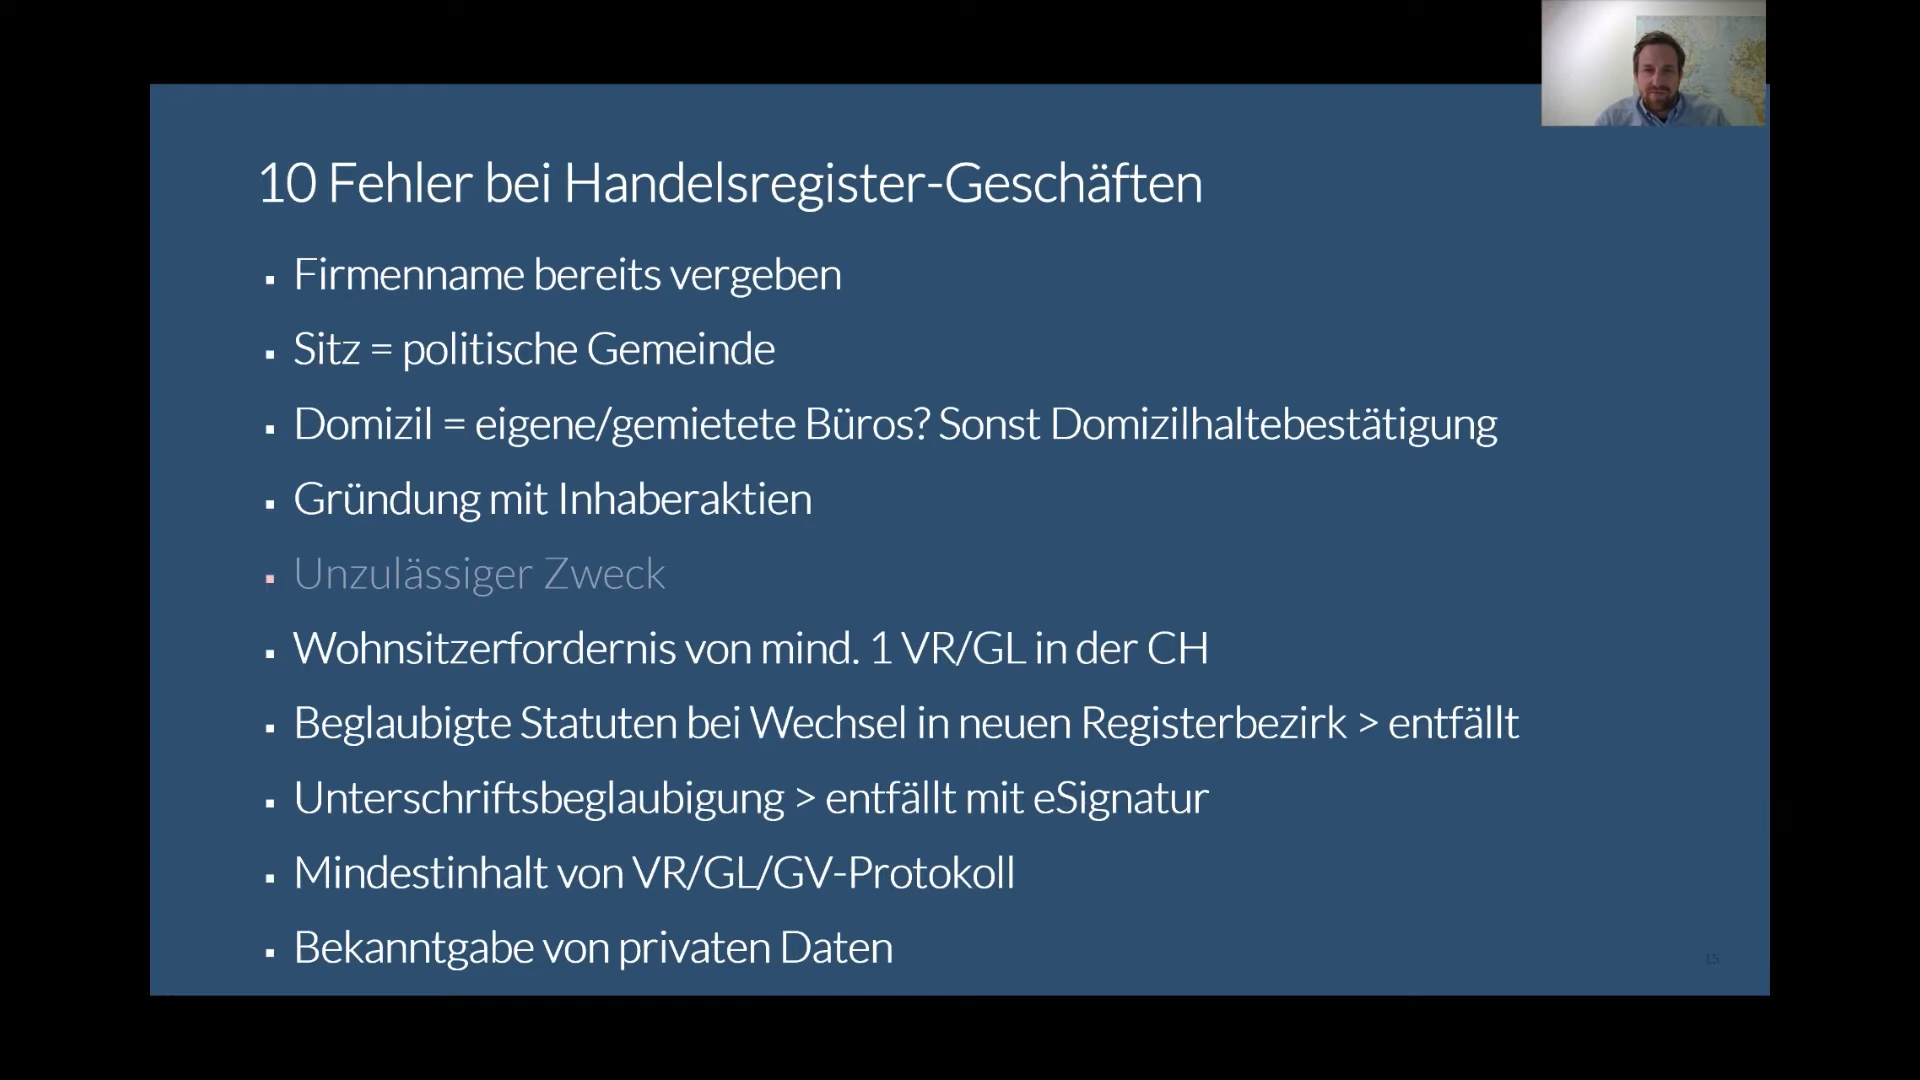 10 Fehler bei Handelsregister-Geschäften
▪ Firmenname bereits vergeben
▪ Sitz = politische Gemeinde
▪ Domizil = eigene/gemietete Büros? Sonst Domizilhaltebestätigung
▪ Gründung mit Inhaberaktien
▪ Unzulässiger Zweck
▪ Wohnsitzerfordernis von mind. 1 VR/GL in der CH
▪ Beglaubigte Statuten bei Wechsel in neuen Registerbezirk > entfällt
▪ Unterschriftsbeglaubigung > entfällt mit eSignatur
▪ Mindestinhalt von VR/GL/GV-Protokoll
▪ Bekanntgabe von privaten Daten
15